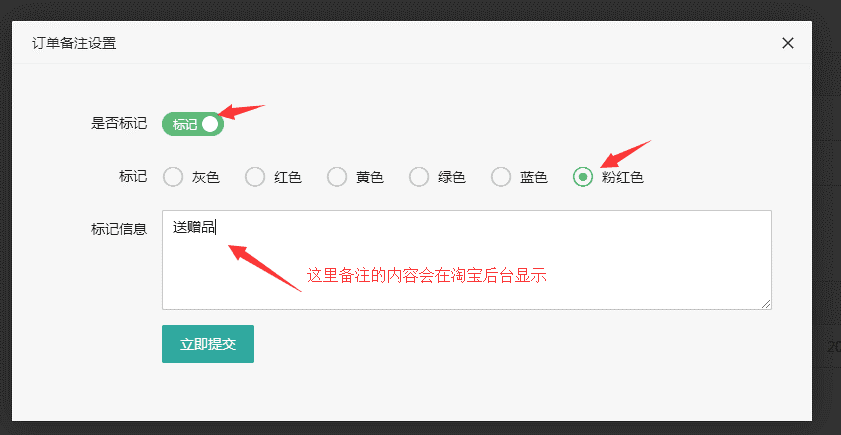 订单备注设置
是否标记 标记
标记 灰色 红色 黄色 绿色 蓝色 粉红色
标记信息 送赠品
这里备注的内容会在淘宝后台显示
立即提交
20